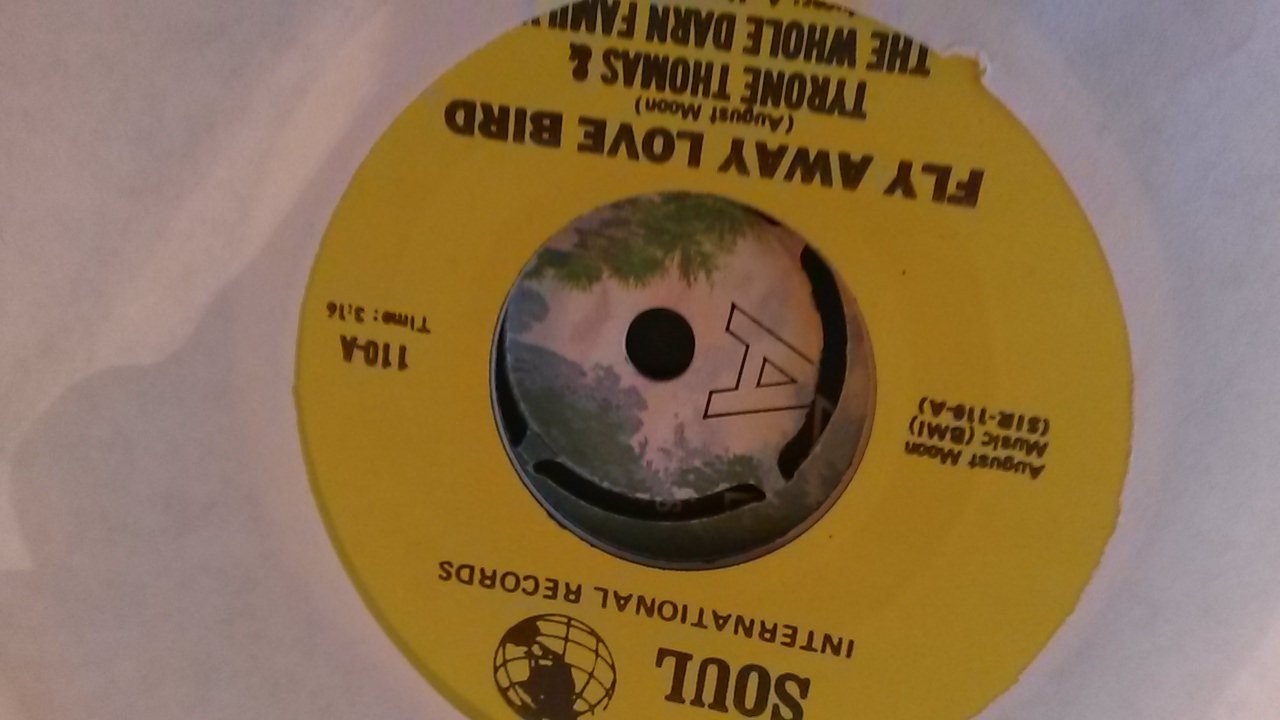 SOUL
INTERNATIONAL RECORDS
August Moon
Music (BMI)
(SIR-110-A)
110-A
Time: 3:16
A
FLY AWAY LOVE BIRD
(August Moon)
TYRONE THOMAS &
THE WHOLE DARN FAMILY